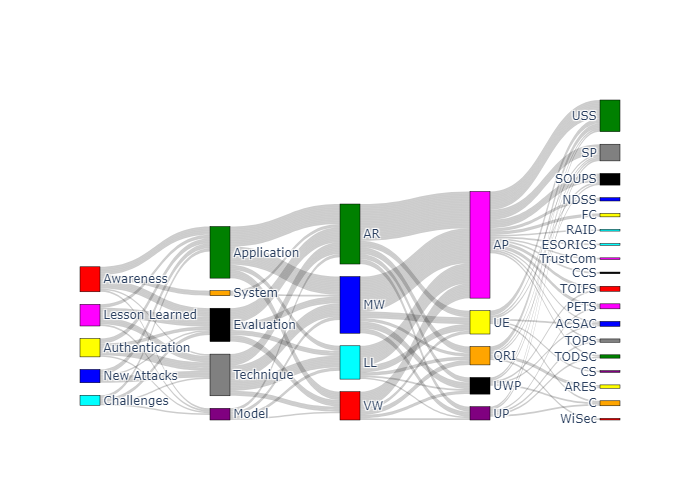 Awareness
Lesson Learned
Authentication
New Attacks
Challenges
Application
System
Evaluation
Technique
Model
AR
MW
LL
VW
AP
UE
QRI
UWP
UP
USS
SP
SOUPS
NDSS
FC
RAID
ESORICS
TrustCom
CCS
TOIFS
PETS
ACSAC
TOPS
TODSC
CS
ARES
C
WiSec